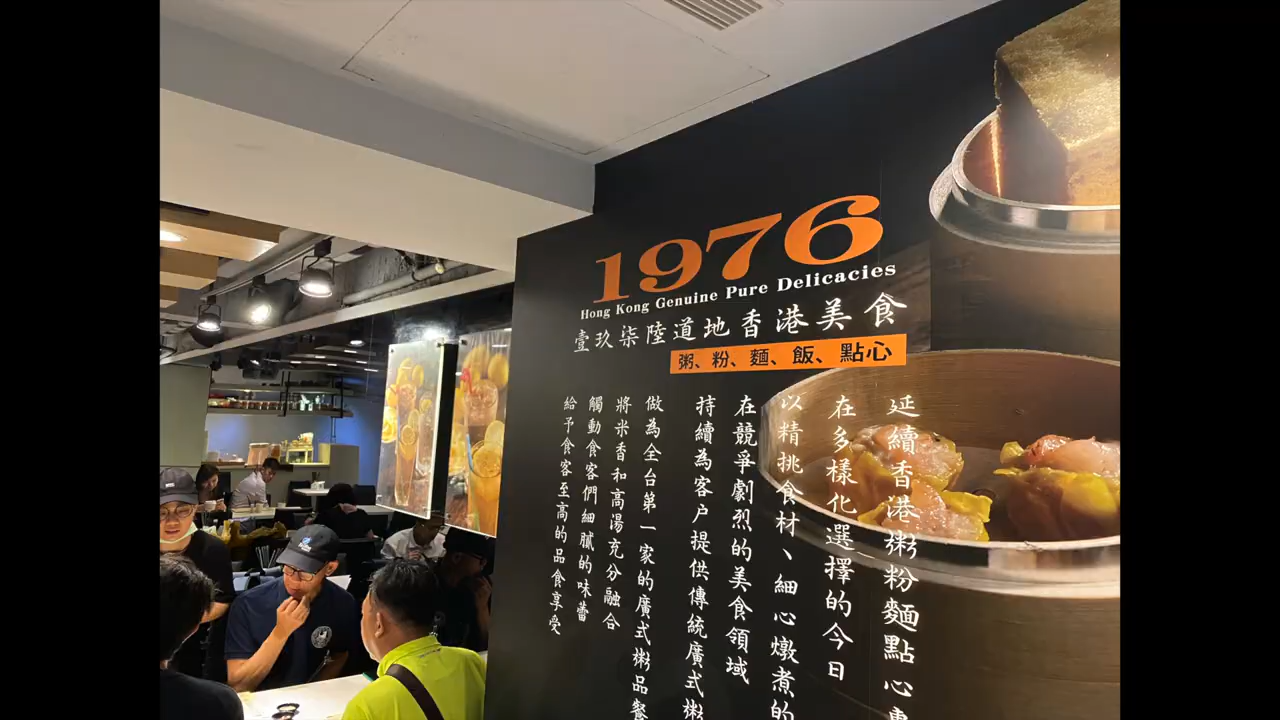 1976
Hong Kong Genuine Pure Delicacies
壹玖柒陸道地香港美食
粥、粉、麵、飯、點心
延續香港粥粉麵點心專
在多樣化選擇的今日
以精挑食材、細心燉煮的
在競爭劇烈的美食領域
持續為客户提供傳統廣式粥
做為全台第一家的廣式粥品餐
將米香和高湯充分融合
觸動食客們細膩的味蕾
給予食客至高的品食享受